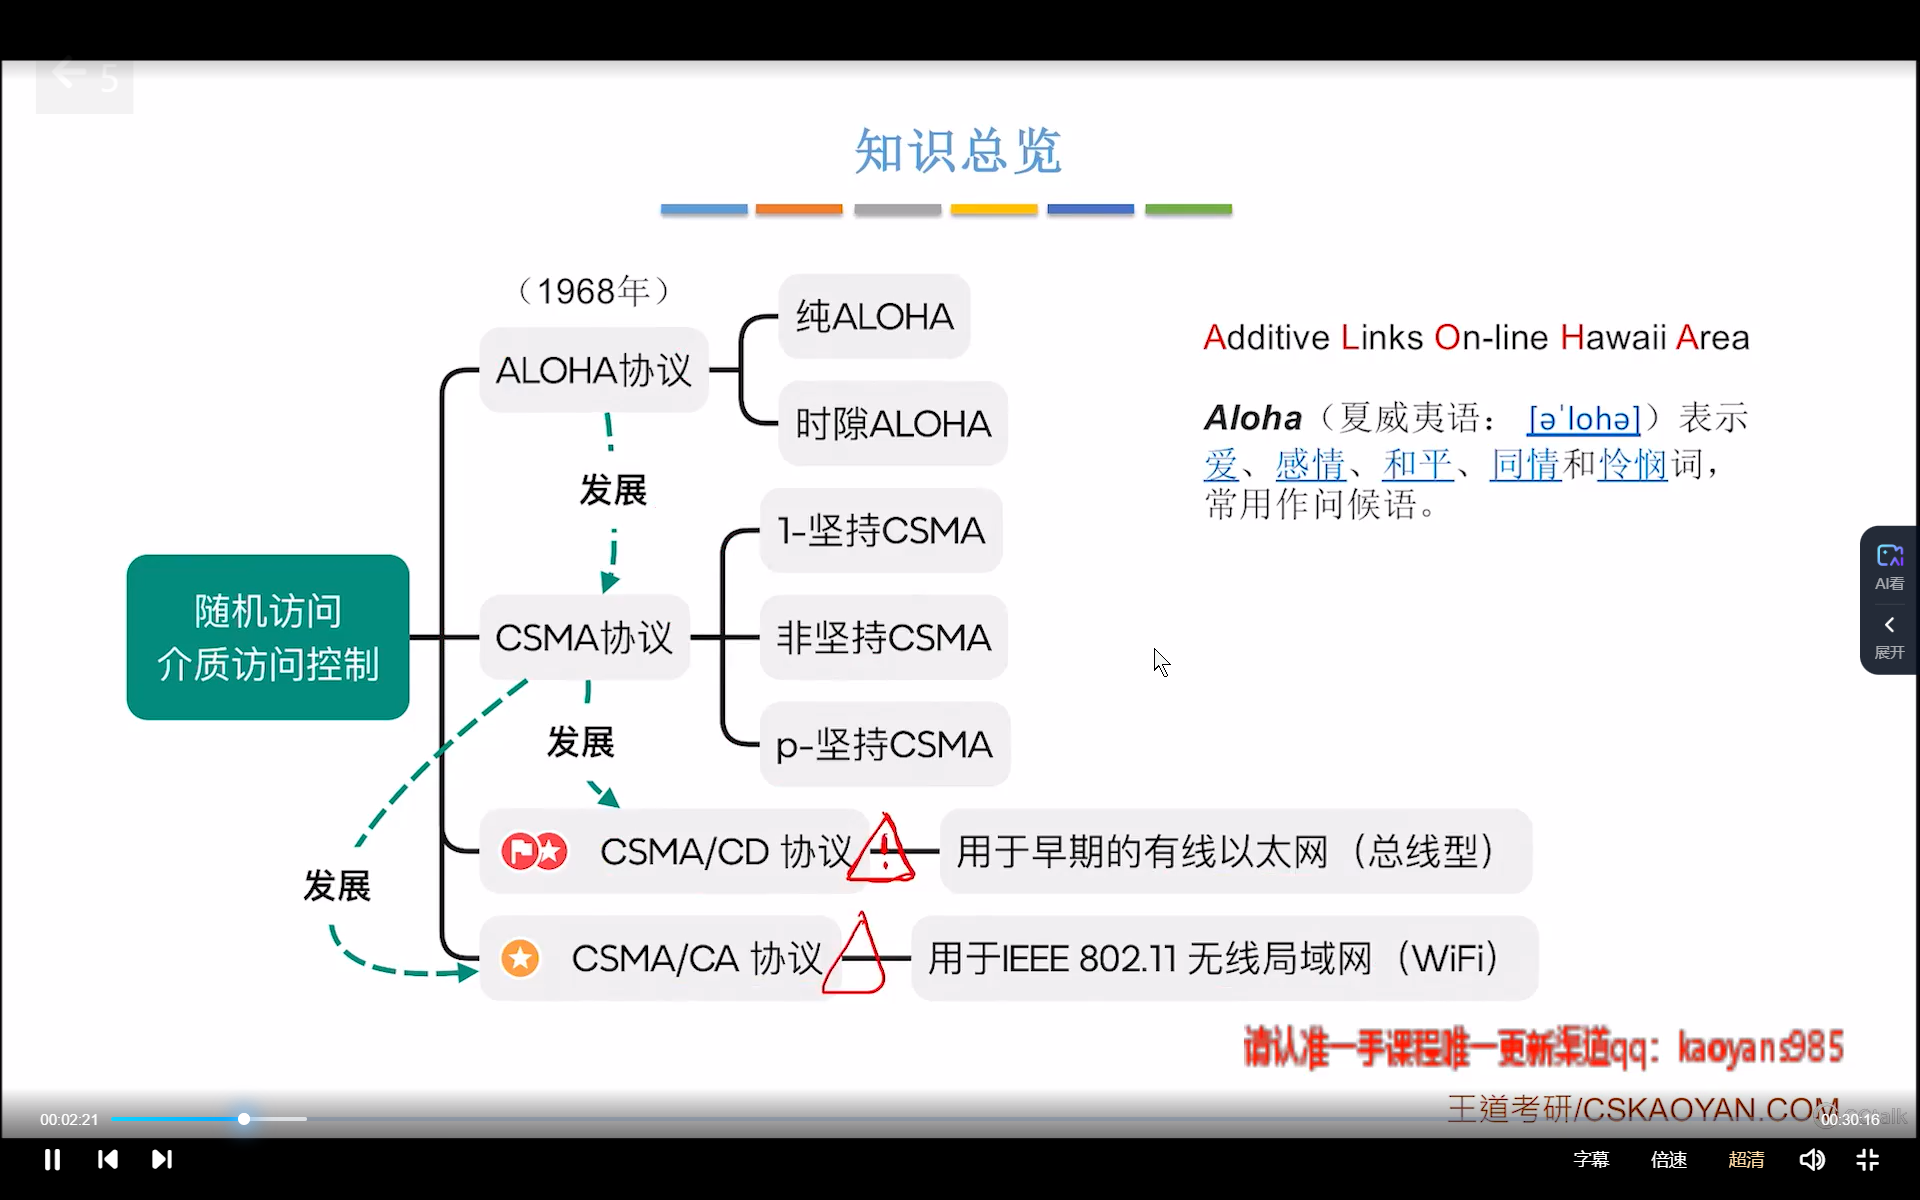 5
知识总览
（1968年）
ALOHA协议
纯ALOHA
时隙ALOHA
Additive Links On-line Hawaii Area
Aloha（夏威夷语： [ə'lohə]）表示
爱、感情、和平、同情和怜悯词，
常用作问候语。
发展
随机访问
介质访问控制
CSMA协议
1-坚持CSMA
非坚持CSMA
p-坚持CSMA
发展
CSMA/CD 协议
!
用于早期的有线以太网（总线型）
发展
CSMA/CA 协议
用于IEEE 802.11 无线局域网（WiFi）
AI看
展开
请认准一手课程唯一更新渠道qq：kaoyans985
王道考研/CSKAOYAN.COM
00:02:21
00:30:16
字幕
倍速
超清